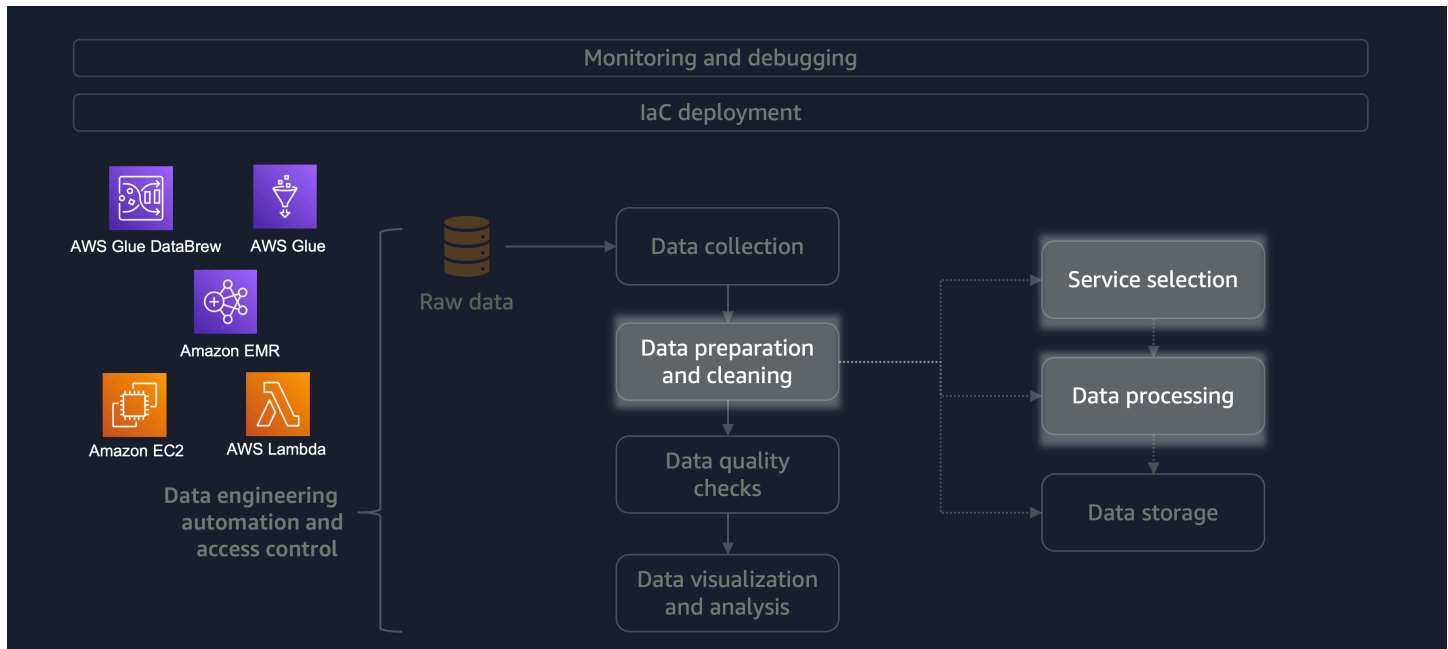 Monitoring and debugging
IaC deployment
AWS Glue DataBrew
AWS Glue
Amazon EMR
Amazon EC2
AWS Lambda
Data engineering
automation and
access control
Raw data
Data collection
Data preparation
and cleaning
Data quality
checks
Data visualization
and analysis
Service selection
Data processing
Data storage